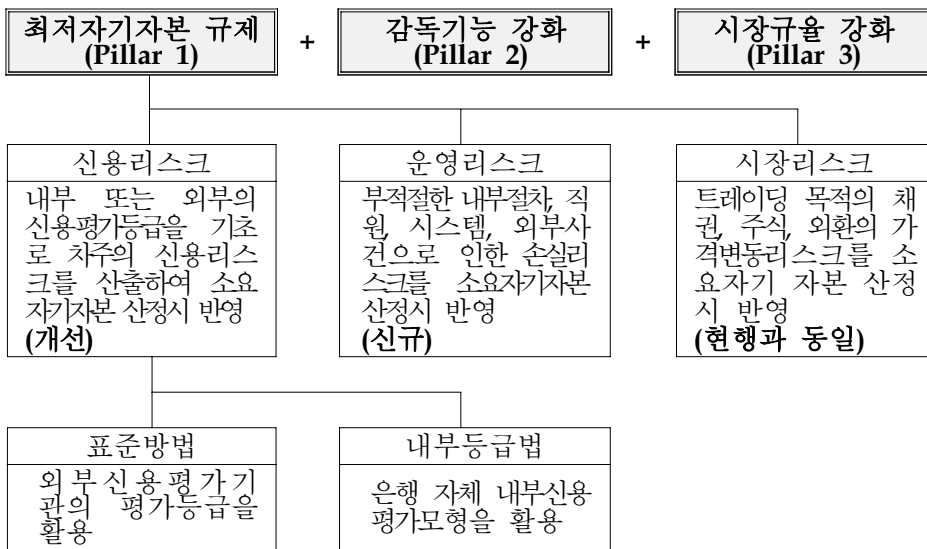 최저자기자본 규제
(Pillar 1)
+
감독기능 강화
(Pillar 2)
+
시장규율 강화
(Pillar 3)
신용리스크
내부 또는 외부의
신용평가등급을 기초
로 차주의 신용리스
크를 산출하여 소요
자기자본 산정시 반영
(개선)
운영리스크
부적절한 내부절차, 직
원, 시스템, 외부사
건으로 인한 손실리
스크를 소요자기자본
산정시 반영
(신규)
시장리스크
트레이딩 목적의 채
권, 주식, 외환의 가
격변동리스크를 소
요자기 자본 산정
시 반영
(현행과 동일)
표준방법
외부신용평가기
관의 평가등급을
활용
내부등급법
은행 자체 내부신용
평가모형을 활용